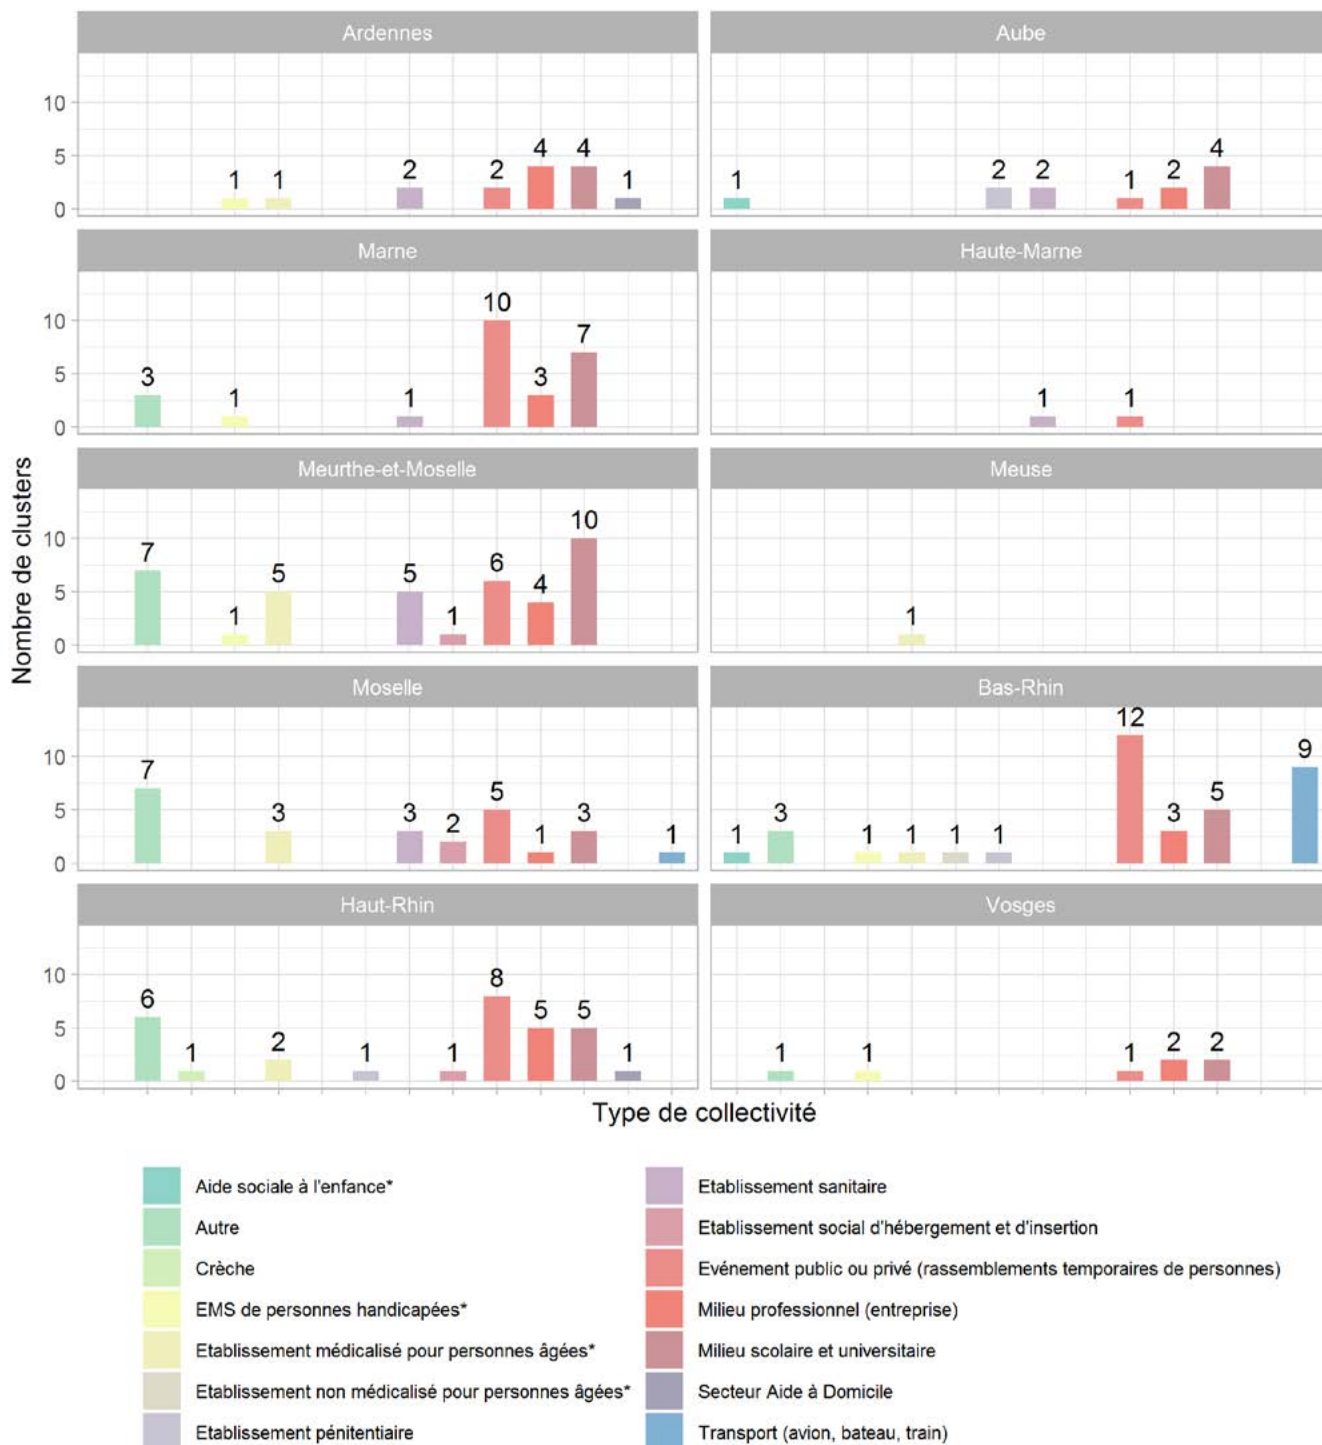 Ardennes
Aube
10
5
0
1 1 2 2 4 4 1
1 2 2 1 2 4
Marne
Haute-Marne
10
5
0
3 1 1 10 3 7
1 1
Meurthe-et-Moselle
Meuse
10
5
0
7 1 5 5 1 6 4 10
1
Moselle
Bas-Rhin
10
5
0
7 3 3 2 5 1 3 1
1 3 1 1 1 1 12 3 5 9
Haut-Rhin
Vosges
10
5
0
6 1 2 1 1 8 5 5 1
1 1 1 2 2
Nombre de clusters
Type de collectivité
Aide sociale à l'enfance*
Autre
Crèche
EMS de personnes handicapées*
Etablissement médicalisé pour personnes âgées*
Etablissement non médicalisé pour personnes âgées*
Etablissement pénitentiaire
Etablissement sanitaire
Etablissement social d'hébergement et d'insertion
Evénement public ou privé (rassemblements temporaires de personnes)
Milieu professionnel (entreprise)
Milieu scolaire et universitaire
Secteur Aide à Domicile
Transport (avion, bateau, train)